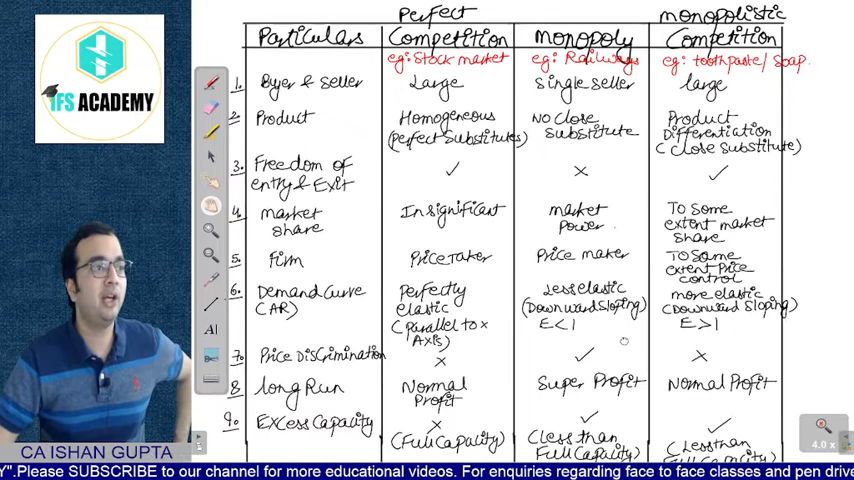 IFS ACADEMY
Perfect monopolistic
Particulars Competition monopoly Competition
eg: Stock market eg: Railways eg: toothpaste/ Soap.
1. Byer & Seller Large Single seller large
2. Product Homogeneous NO Close Product
(Perfect Substitutes) Substitute Differentiation
( Close Substitute)
3. Freedom of ✓ × ✓
entry & Exit
4. market Insignificant market To Some
share Power extent market
Share
5. Firm Price Taker Price maker To Some
extent Price
control
6. Demand Curve Perfectly Less elastic more elastic
(AR) elastic (Downward Sloping) (Downward Sloping)
(parallel to x E<1 E>1
Axis)
7. Price Discrimination × ✓ ×
8 long Run Normal Super Profit Normal Profit
Profit
9. Excess Capacity × ✓ ✓
(Full Capacity) (less than (Less than
Full Capacity) Full Capacity)
A
4.0 x
CA ISHAN GUPTA
Y".Please SUBSCRIBE to our channel for more educational videos. For enquiries regarding face to face classes and pen drive